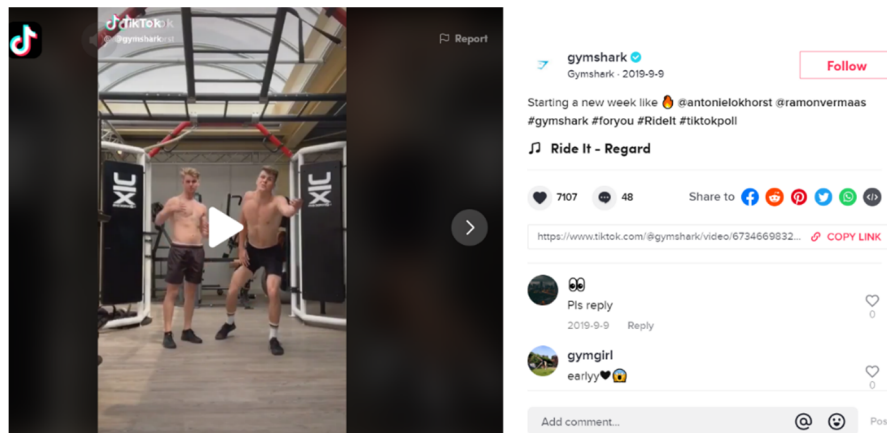 TikTok
@gymshark
Report
gymshark
Gymshark · 2019-9-9
Follow
Starting a new week like 🔥 @antonielokhorst @ramonvermaas
#gymshark #foryou #RideIt #tiktokpoll
Ride It - Regard
7107
48
Share to
https://www.tiktok.com/@gymshark/video/6734669832...
COPY LINK
👀
Pls reply
2019-9-9 Reply
0
gymgirl
earlyy🖤😱
0
Add comment...
Pos